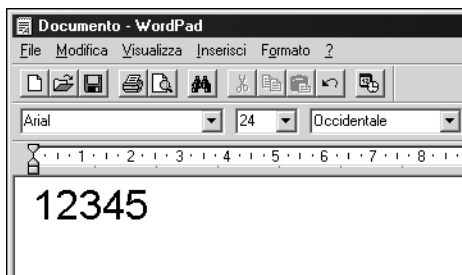 Documento - WordPad
File Modifica Visualizza Inserisci Formato ?
Arial 24 Occidentale
1 2 3 4 5 6 7 8
12345